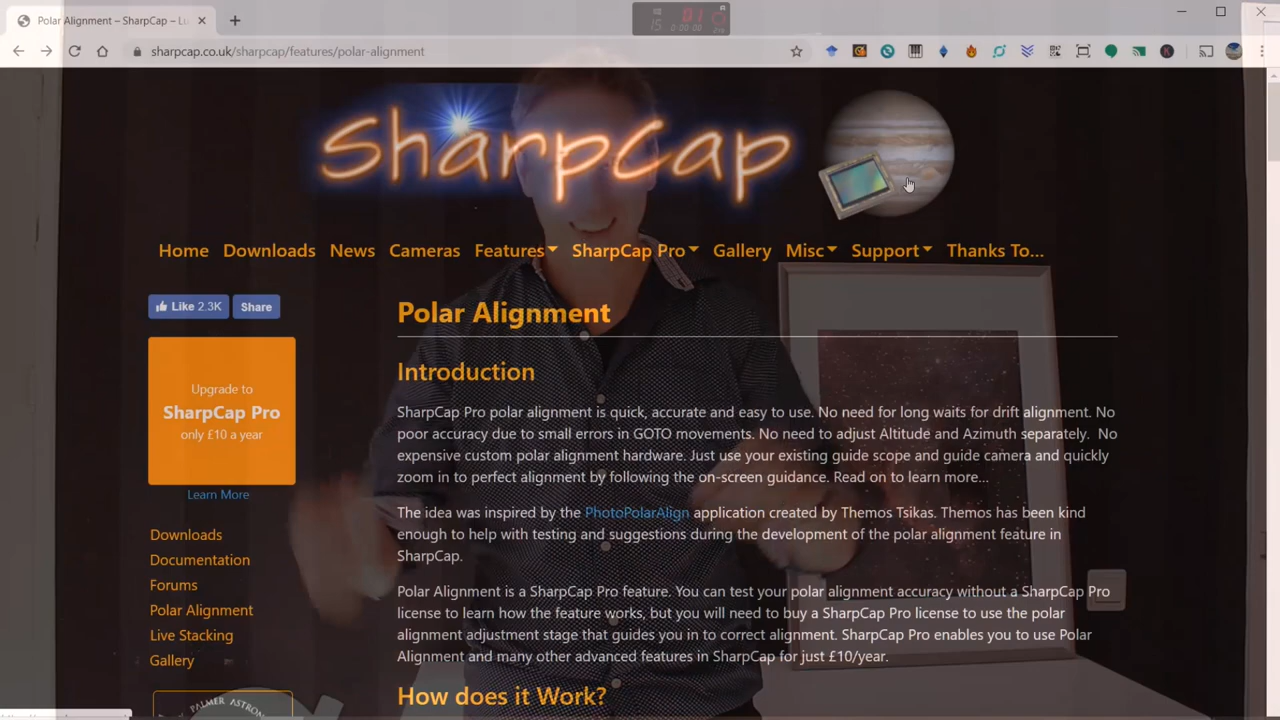 Polar Alignment – SharpCap – Lu
sharpcap.co.uk/sharpcap/features/polar-alignment
SharpCap
Home Downloads News Cameras Features SharpCap Pro Gallery Misc Support Thanks To...
Like 2.3K Share
Upgrade to
SharpCap Pro
only £10 a year
Learn More
Downloads
Documentation
Forums
Polar Alignment
Live Stacking
Gallery
PALMER ASTRON
Polar Alignment
Introduction
SharpCap Pro polar alignment is quick, accurate and easy to use. No need for long waits for drift alignment. No
poor accuracy due to small errors in GOTO movements. No need to adjust Altitude and Azimuth separately. No
expensive custom polar alignment hardware. Just use your existing guide scope and guide camera and quickly
zoom in to perfect alignment by following the on-screen guidance. Read on to learn more...
The idea was inspired by the PhotoPolarAlign application created by Themos Tsikas. Themos has been kind
enough to help with testing and suggestions during the development of the polar alignment feature in
SharpCap.
Polar Alignment is a SharpCap Pro feature. You can test your polar alignment accuracy without a SharpCap Pro
license to learn how the feature works, but you will need to buy a SharpCap Pro license to use the polar
alignment adjustment stage that guides you in to correct alignment. SharpCap Pro enables you to use Polar
Alignment and many other advanced features in SharpCap for just £10/year.
How does it Work?